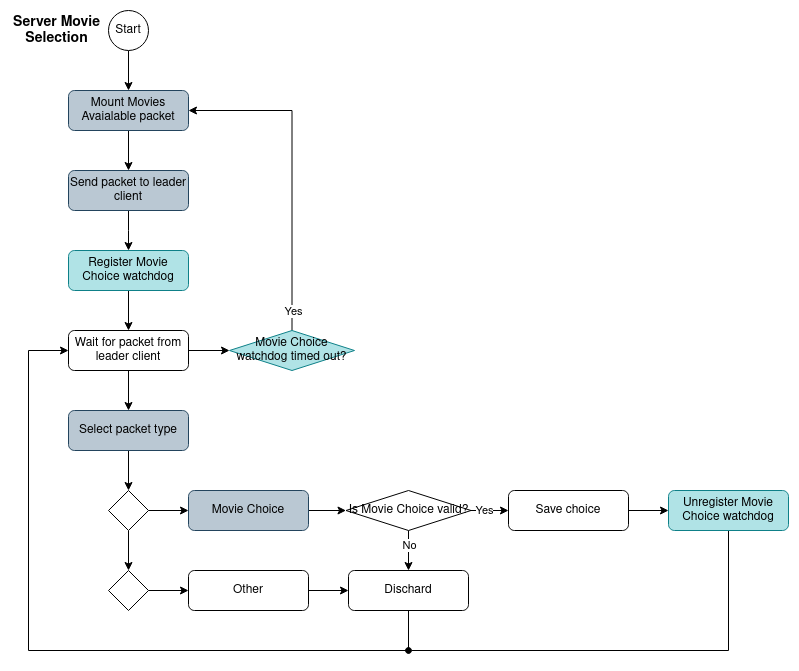 Server Movie
Selection
Start
Mount Movies
Avaialable packet
Send packet to leader
client
Register Movie
Choice watchdog
Yes
Wait for packet from
leader client
Movie Choice
watchdog timed out?
Select packet type
Movie Choice
Is Movie Choice valid?
Yes
Save choice
Unregister Movie
Choice watchdog
No
Other
Dischard